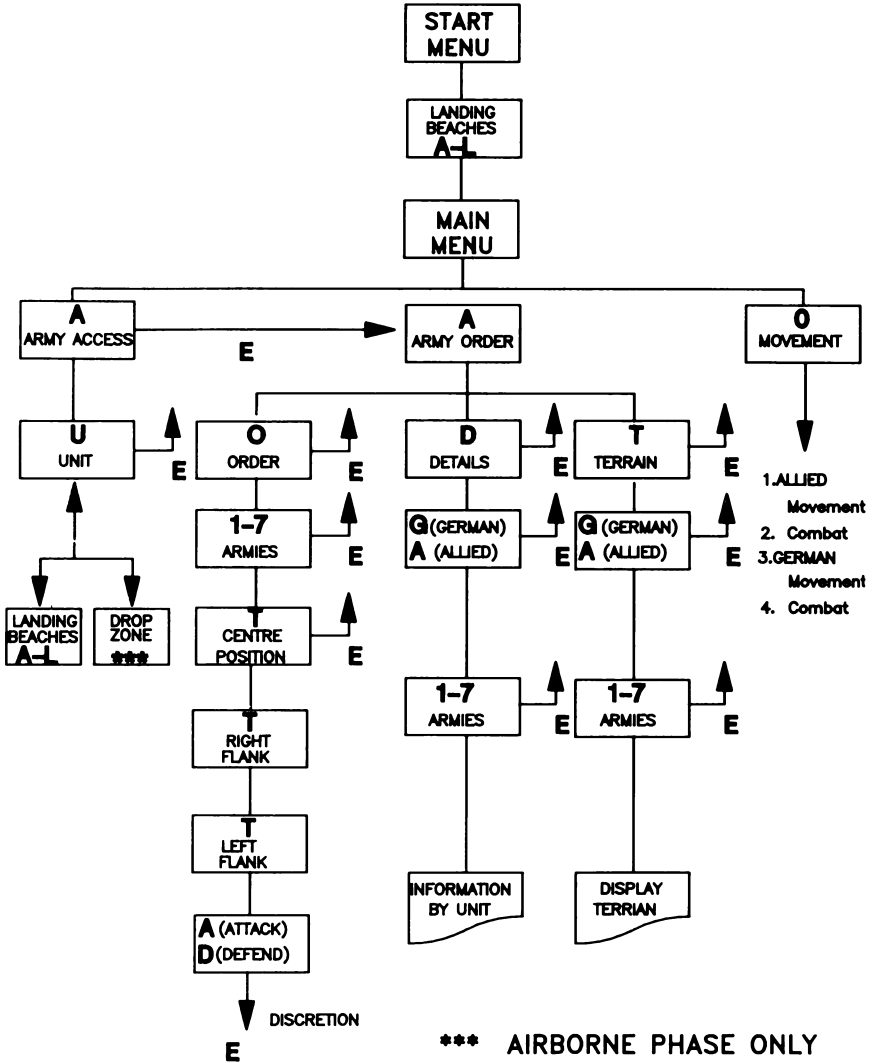 START
MENU
LANDING
BEACHES
A-L
MAIN
MENU
A
ARMY ACCESS
E
A
ARMY ORDER
O
MOVEMENT
U
UNIT
E
O
ORDER
E
D
DETAILS
E
T
TERRAIN
E
1.ALLIED
Movement
2. Combat
3.GERMAN
Movement
4. Combat
1-7
ARMIES
E
G (GERMAN)
A (ALLIED)
E
G (GERMAN)
A (ALLIED)
E
LANDING
BEACHES
A-L
DROP
ZONE
***
T
CENTRE
POSITION
E
1-7
ARMIES
E
1-7
ARMIES
E
T
RIGHT
FLANK
T
LEFT
FLANK
INFORMATION
BY UNIT
DISPLAY
TERRIAN
A (ATTACK)
D (DEFEND)
DISCRETION
E
*** AIRBORNE PHASE ONLY